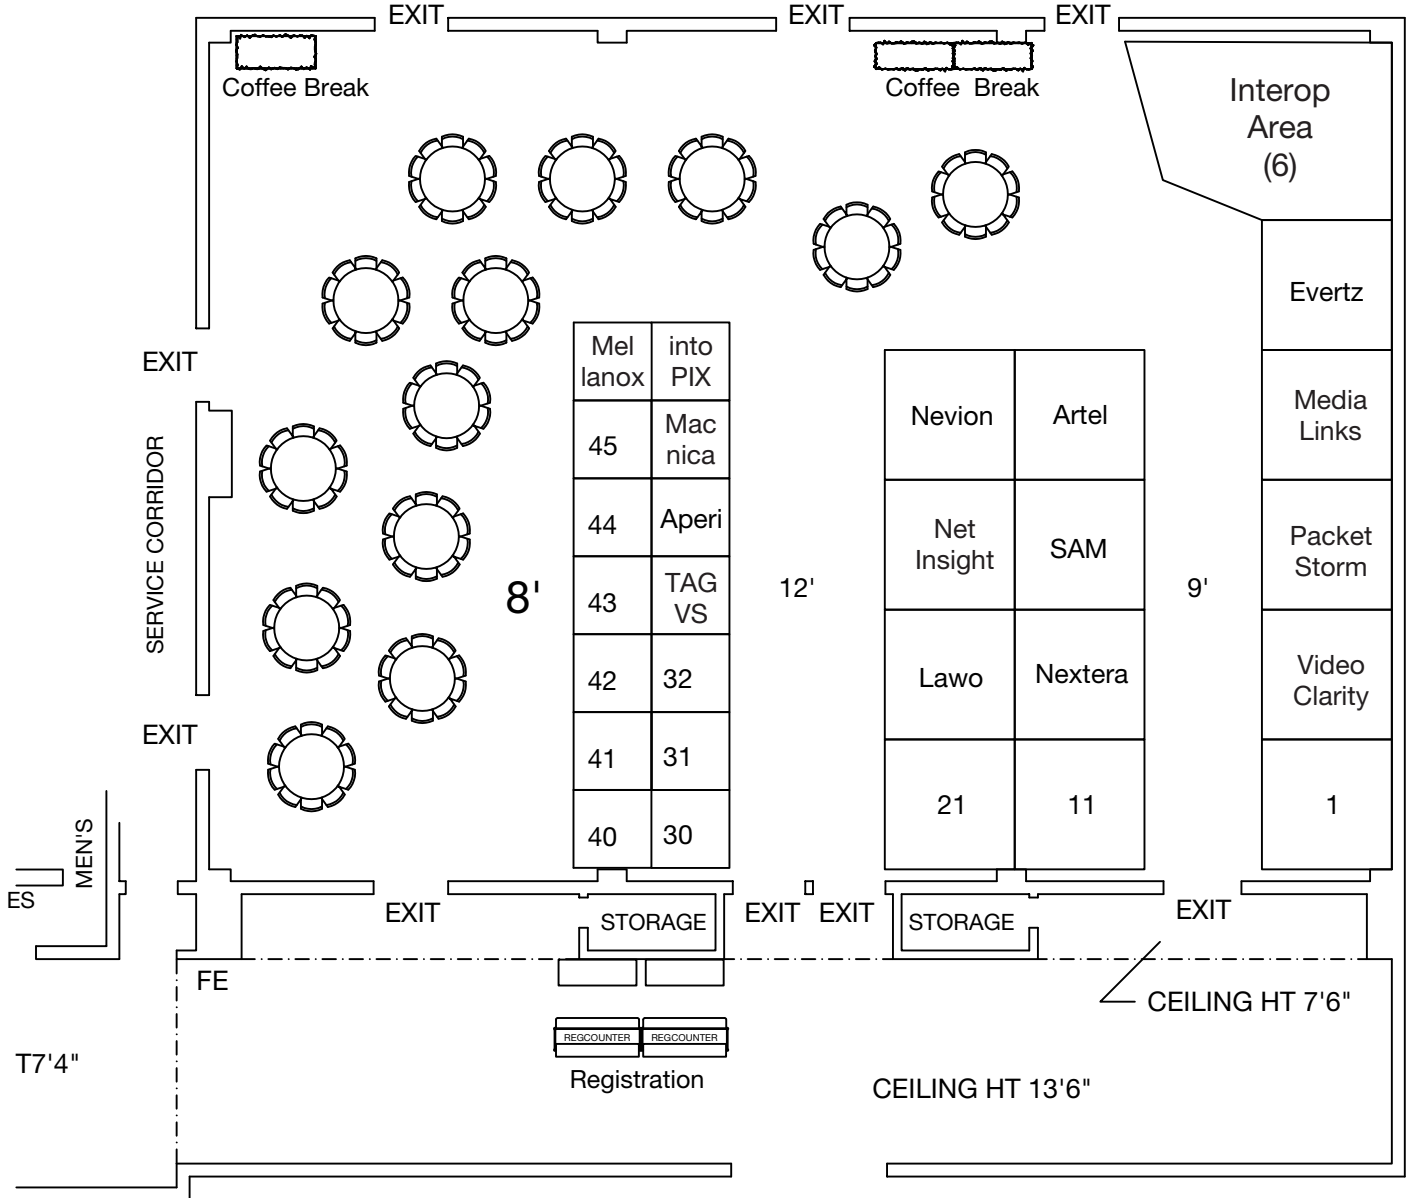 EXIT
EXIT
EXIT
Coffee Break
Coffee Break
Interop
Area
(6)
Evertz
EXIT
Mel
lanox
into
PIX
Nevion
Artel
Media
Links
45
Mac
nica
SERVICE CORRIDOR
44
Aperi
Net
Insight
SAM
Packet
Storm
8'
43
TAG
VS
12'
9'
42
32
Lawo
Nextera
Video
Clarity
EXIT
41
31
21
11
1
40
30
MEN'S
ES
EXIT
STORAGE
EXIT
EXIT
STORAGE
EXIT
FE
CEILING HT 7'6"
REGCOUNTER
REGCOUNTER
Registration
T7'4"
CEILING HT 13'6"